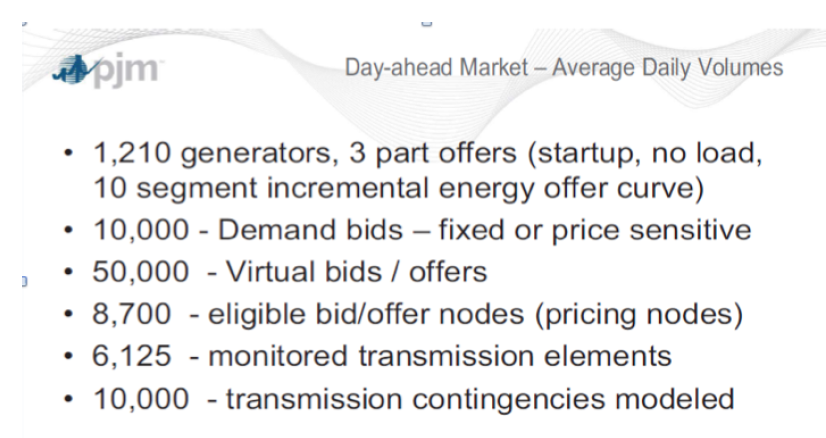 pjm
Day-ahead Market – Average Daily Volumes
• 1,210 generators, 3 part offers (startup, no load,
10 segment incremental energy offer curve)
• 10,000 - Demand bids – fixed or price sensitive
• 50,000 - Virtual bids / offers
• 8,700 - eligible bid/offer nodes (pricing nodes)
• 6,125 - monitored transmission elements
• 10,000 - transmission contingencies modeled